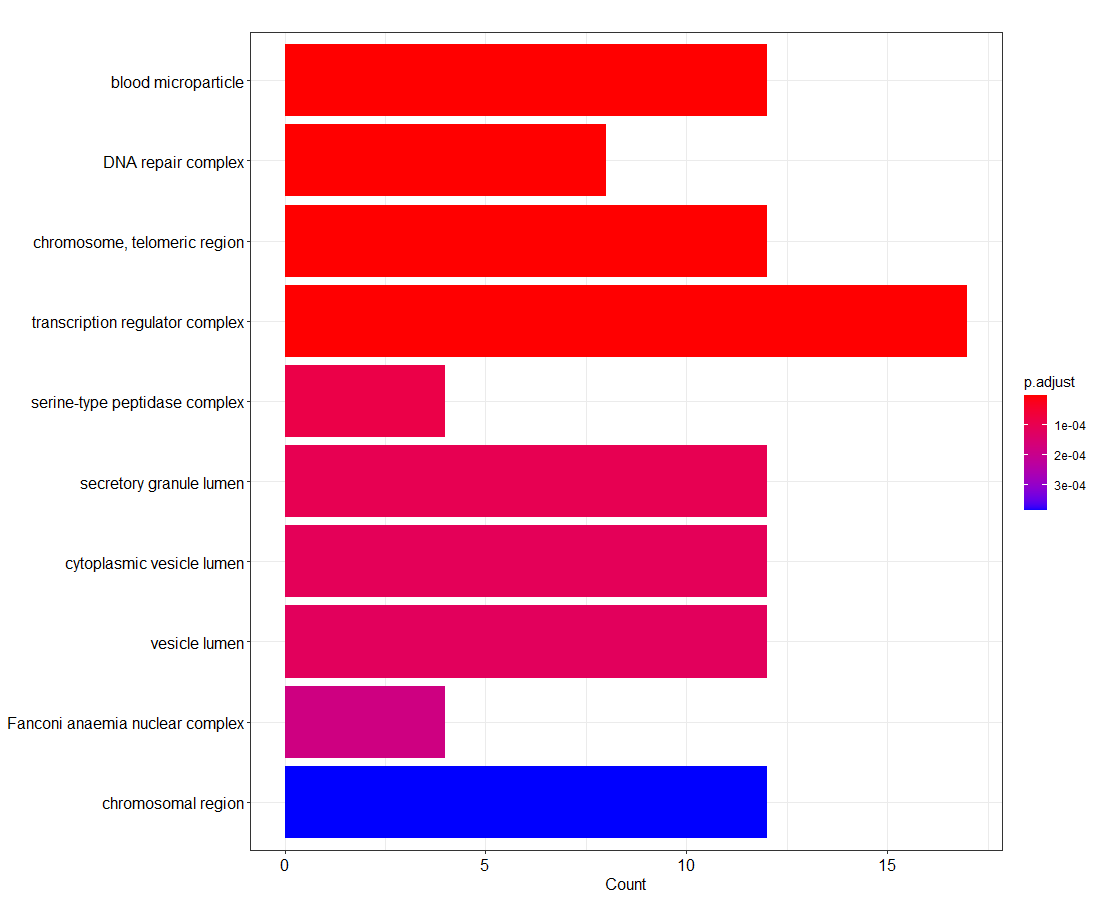 blood microparticle
DNA repair complex
chromosome, telomeric region
transcription regulator complex
serine-type peptidase complex
secretory granule lumen
cytoplasmic vesicle lumen
vesicle lumen
Fanconi anaemia nuclear complex
chromosomal region
0 5 10 15
Count
p.adjust
1e-04
2e-04
3e-04